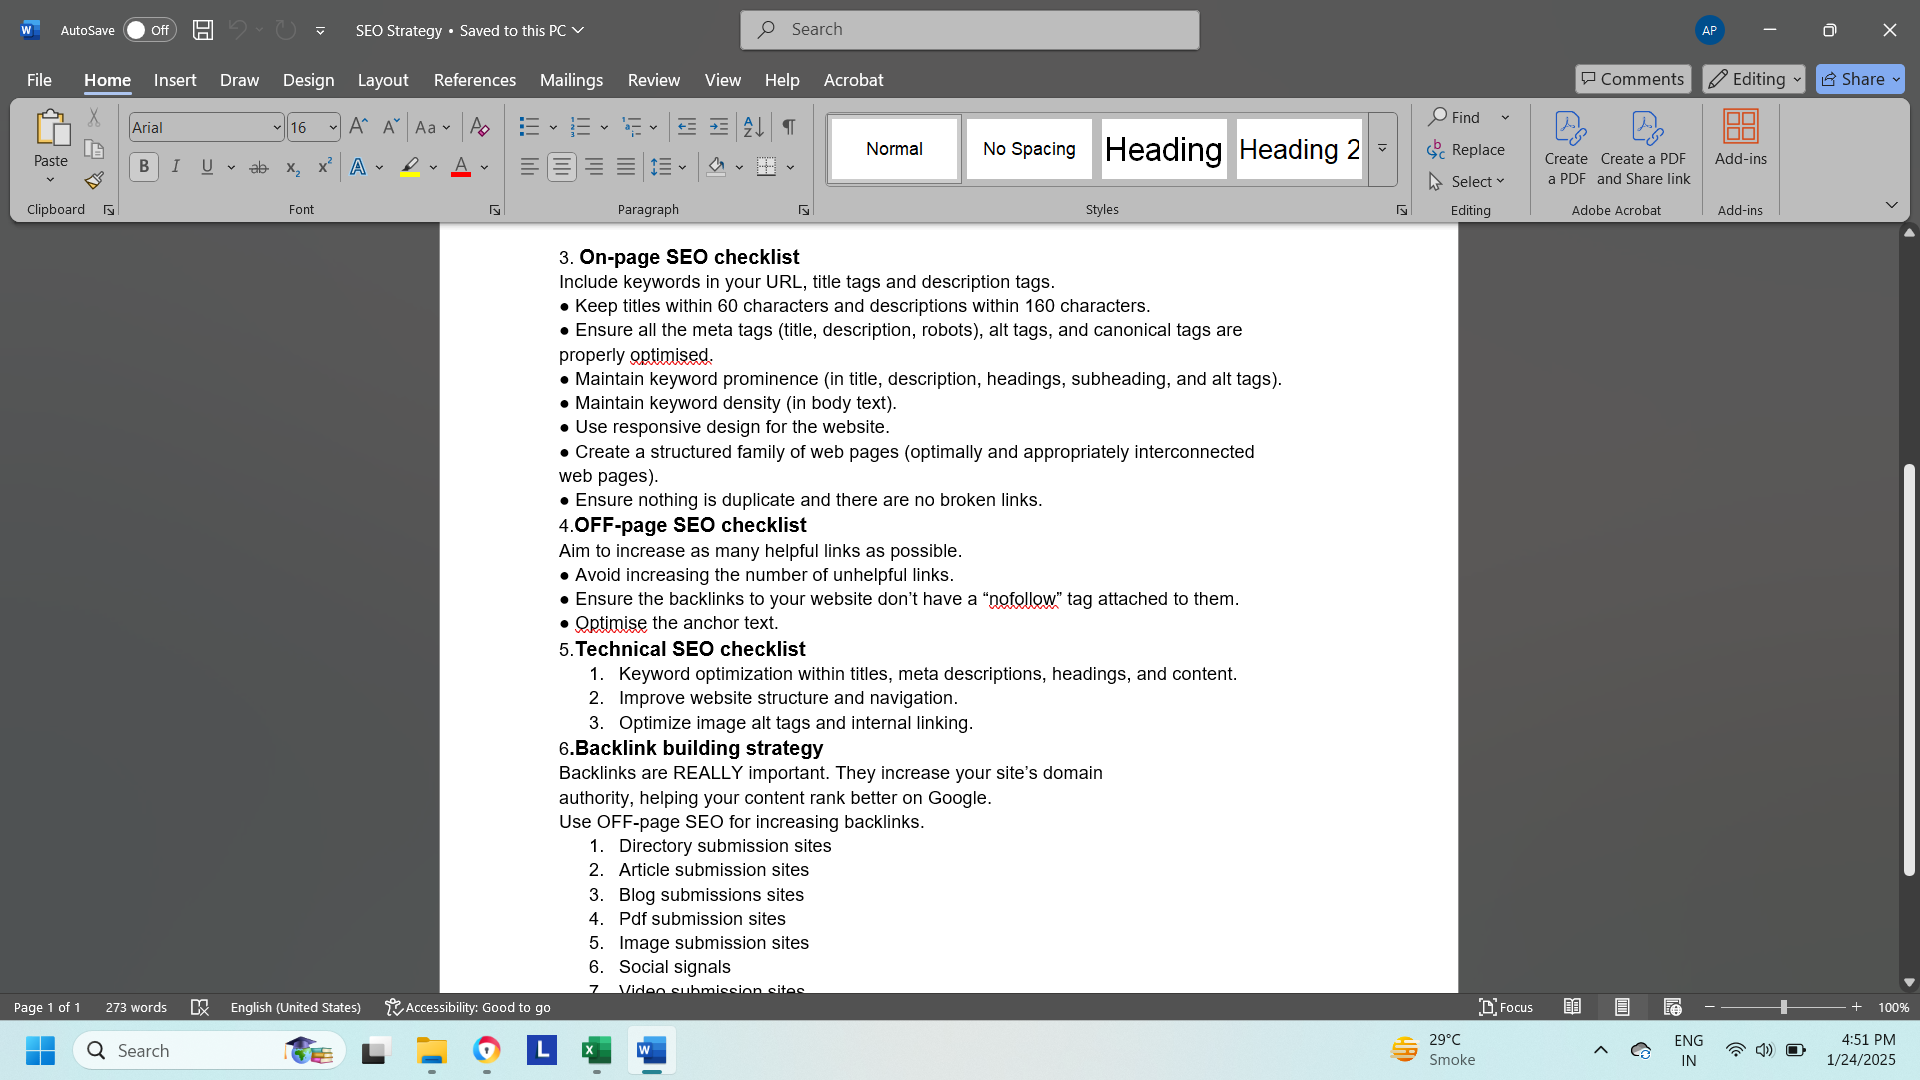 AutoSave Off SEO Strategy • Saved to this PC Search AP
File Home Insert Draw Design Layout References Mailings Review View Help Acrobat Comments Editing Share
Paste
Clipboard
Arial 16
Font
Paragraph
Normal No Spacing Heading Heading 2
Styles
Find
Replace
Select
Editing
Create a PDF
Create a PDF and Share link
Adobe Acrobat
Add-ins
Add-ins
3. On-page SEO checklist
Include keywords in your URL, title tags and description tags.
● Keep titles within 60 characters and descriptions within 160 characters.
● Ensure all the meta tags (title, description, robots), alt tags, and canonical tags are
properly optimised.
● Maintain keyword prominence (in title, description, headings, subheading, and alt tags).
● Maintain keyword density (in body text).
● Use responsive design for the website.
● Create a structured family of web pages (optimally and appropriately interconnected
web pages).
● Ensure nothing is duplicate and there are no broken links.
4.OFF-page SEO checklist
Aim to increase as many helpful links as possible.
● Avoid increasing the number of unhelpful links.
● Ensure the backlinks to your website don’t have a “nofollow” tag attached to them.
● Optimise the anchor text.
5.Technical SEO checklist
1. Keyword optimization within titles, meta descriptions, headings, and content.
2. Improve website structure and navigation.
3. Optimize image alt tags and internal linking.
6.Backlink building strategy
Backlinks are REALLY important. They increase your site’s domain
authority, helping your content rank better on Google.
Use OFF-page SEO for increasing backlinks.
1. Directory submission sites
2. Article submission sites
3. Blog submissions sites
4. Pdf submission sites
5. Image submission sites
6. Social signals
7. Video submission sites
Page 1 of 1 273 words English (United States) Accessibility: Good to go Focus 100%
Search
29°C
Smoke
ENG
IN
4:51 PM
1/24/2025